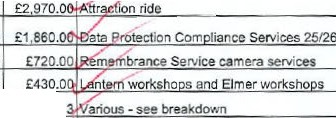 £2,970.00 Attraction ride
£1,860.00 Data Protection Compliance Services 25/26
£720.00 Remembrance Service camera services
£430.00 Lantern workshops and Elmer workshops
3 Various - see breakdown